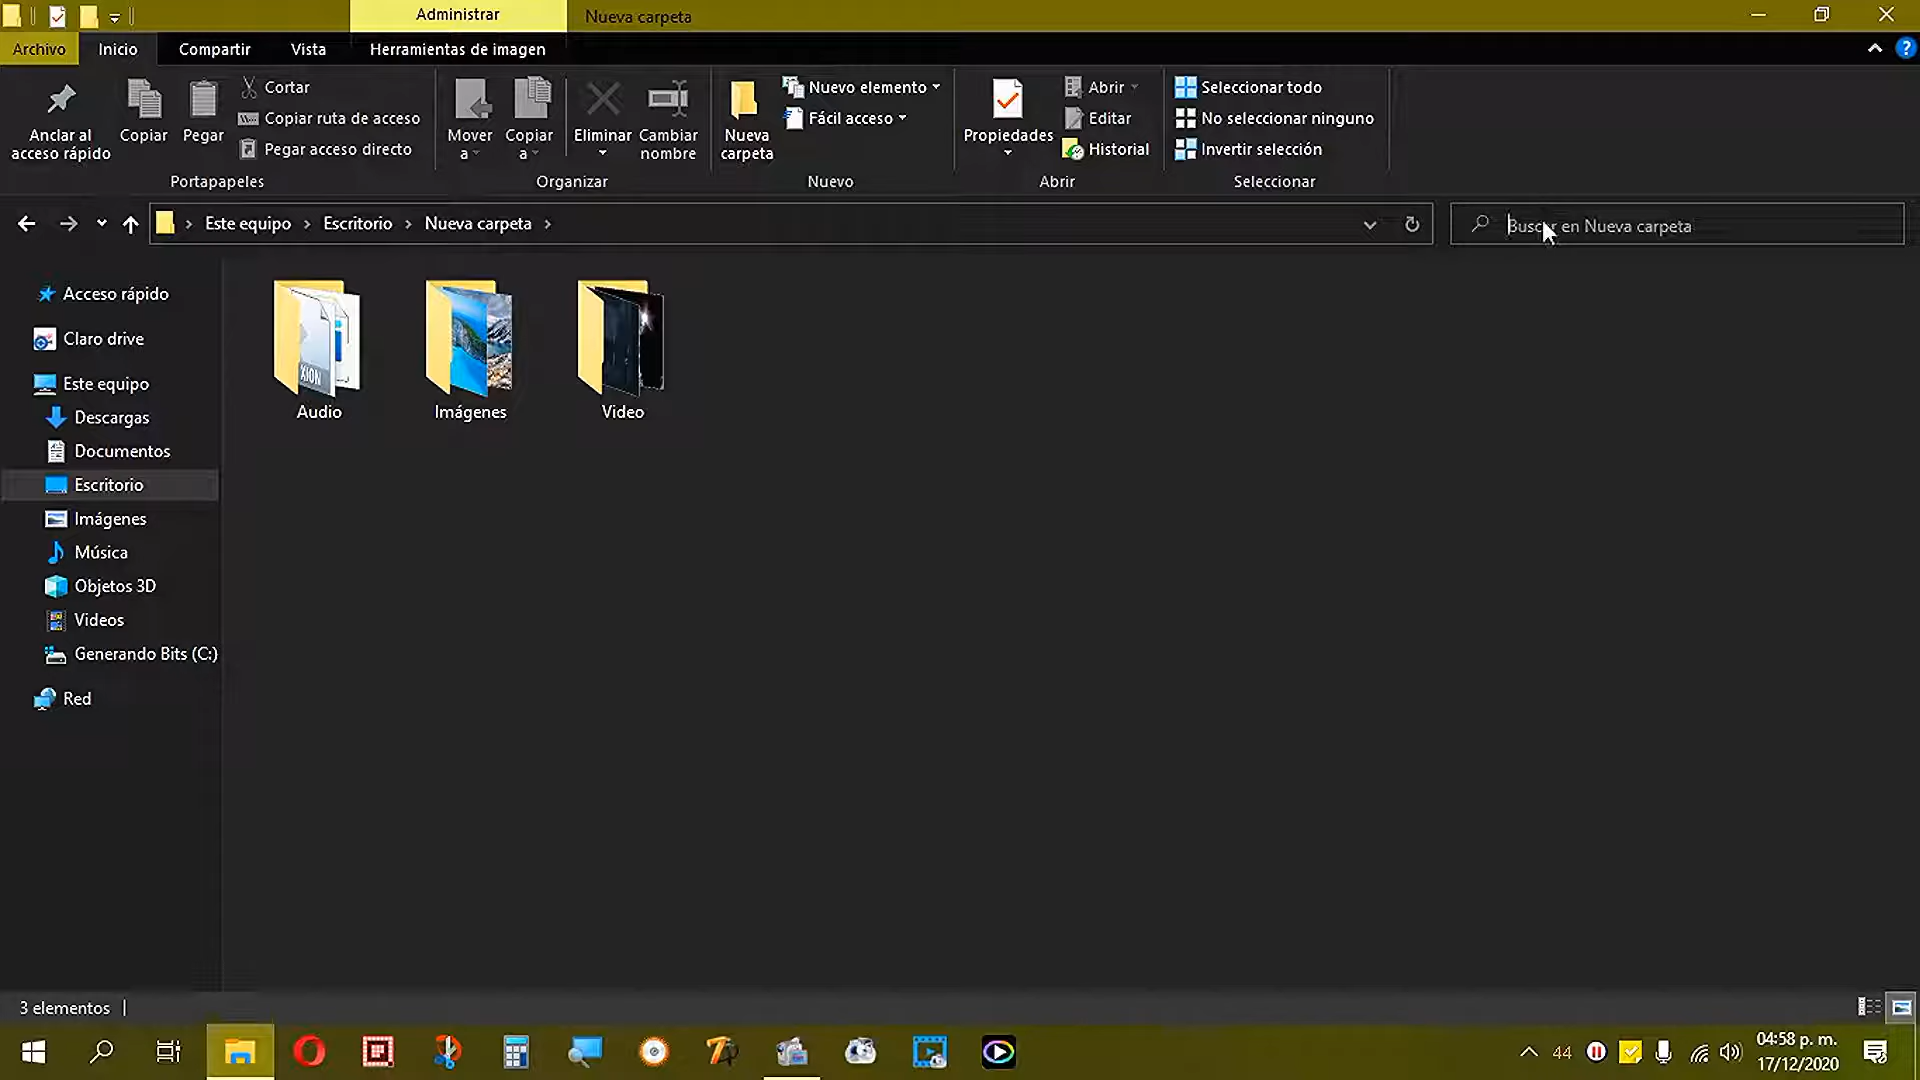 Administrar
Nueva carpeta
Archivo
Inicio
Compartir
Vista
Herramientas de imagen
Anclar al
acceso rápido
Copiar
Pegar
Cortar
Copiar ruta de acceso
Pegar acceso directo
Portapapeles
Mover
a
Copiar
a
Eliminar
Cambiar
nombre
Organizar
Nueva
carpeta
Nuevo elemento
Fácil acceso
Nuevo
Propiedades
Abrir
Editar
Historial
Abrir
Seleccionar todo
No seleccionar ninguno
Invertir selección
Seleccionar
Este equipo
Escritorio
Nueva carpeta
Buscar en Nueva carpeta
Acceso rápido
Claro drive
Este equipo
Descargas
Documentos
Escritorio
Imágenes
Música
Objetos 3D
Videos
Generando Bits (C:)
Red
XION
Audio
Imágenes
Video
3 elementos
44
04:58 p. m.
17/12/2020